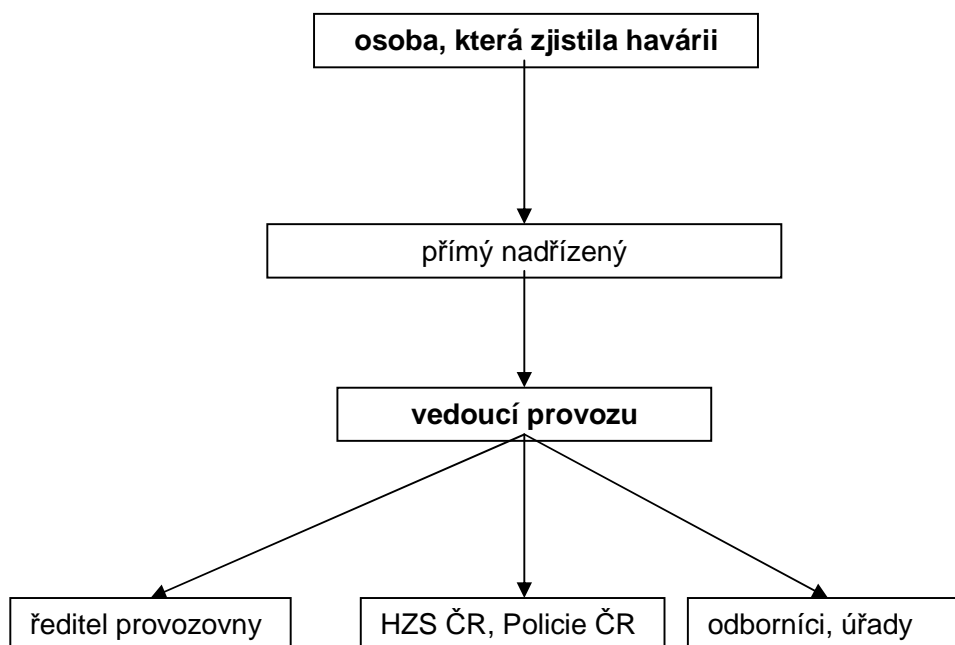 osoba, která zjistila havárii
přímý nadřízený
vedoucí provozu
ředitel provozovny
HZS ČR, Policie ČR
odborníci, úřady